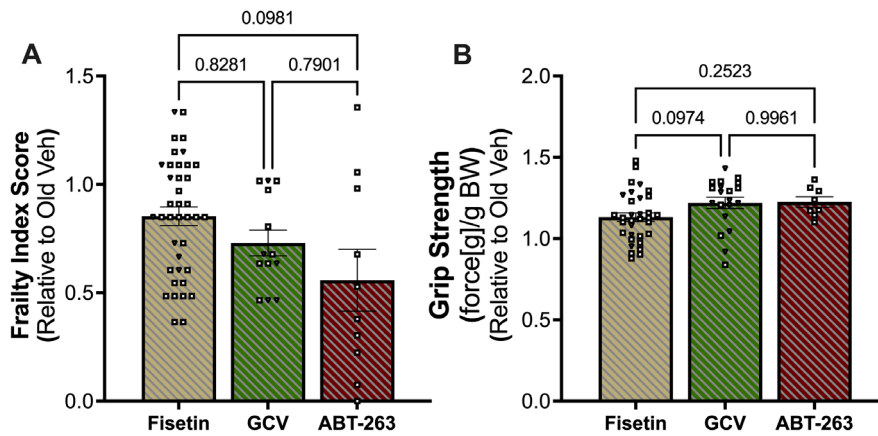 A
0.0981
0.8281
0.7901
Frailty Index Score
(Relative to Old Veh)
1.5
1.0
0.5
0.0
Fisetin
GCV
ABT-263
B
0.2523
0.0974
0.9961
Grip Strength
(force[g]/g BW)
(Relative to Old Veh)
2.0
1.5
1.0
0.5
0.0
Fisetin
GCV
ABT-263